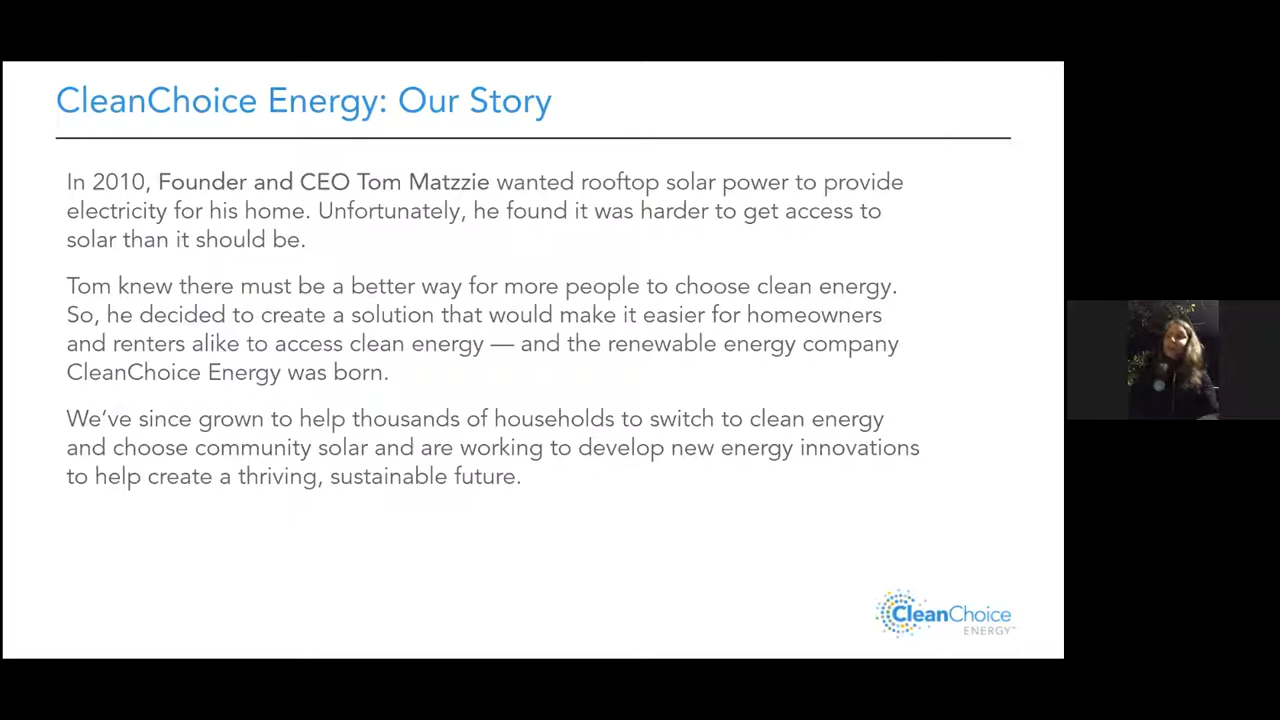 CleanChoice Energy: Our Story
In 2010, Founder and CEO Tom Matzzie wanted rooftop solar power to provide
electricity for his home. Unfortunately, he found it was harder to get access to
solar than it should be.
Tom knew there must be a better way for more people to choose clean energy.
So, he decided to create a solution that would make it easier for homeowners
and renters alike to access clean energy — and the renewable energy company
CleanChoice Energy was born.
We’ve since grown to help thousands of households to switch to clean energy
and choose community solar and are working to develop new energy innovations
to help create a thriving, sustainable future.
CleanChoice
ENERGY™